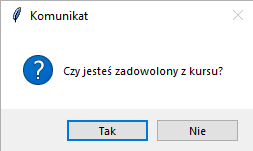 Komunikat
Czy jesteś zadowolony z kursu?
Tak
Nie